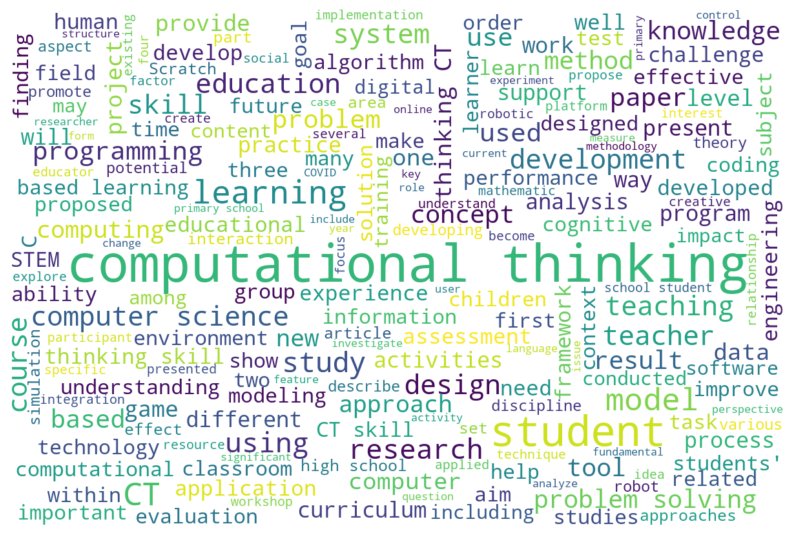 human
provide
implementation
system
order
well
control
knowledge
structure
existing
four
part
aspect
develop
goal
social
algorithm
thinking CT
use
work
test
primary
challenge
finding
field
project
Scratch
education
digital
learner
learn
method
effective
promote
factor
skill
future
case
area
experiment
propose
support
paper
level
subject
researcher
may
create
problem
online
robotic
platform
interest
will
form
time
content
several
make
used
designed
present
measure
programming
practice
many
one
development
current
methodology
theory
coding
educator
potential
three
COVID
key
role
performance
way
developed
based learning
learning
solution
training
understand
mathematic
creative
proposed
primary school
include
concept
analysis
program
computing
educational
year
developing
become
cognitive
impact
C
change
interaction
focus
engineering
STEM
explore
computational thinking
relationship
user
school student
ability
among
group
experience
children
teaching
course
simulation
computer science
information
first
framework
context
teacher
participant
environment
new
article
assessment
issue
data
investigate
language
thinking skill
show
study
activities
result
software
specific
presented
integration
understanding
modeling
two
feature
describe
design
need
conducted
improve
discipline
model
perspective
based
game
effect
different
approach
activity
set
student
task
various
technology
resource
using
CT skill
research
technique
fundamental
process
significant
computational
classroom
high school
applied
help
tool
idea
students'
related
within
CT
application
computer
aim
analyze
robot
workshop
question
problem solving
important
evaluation
curriculum
including
studies
approaches